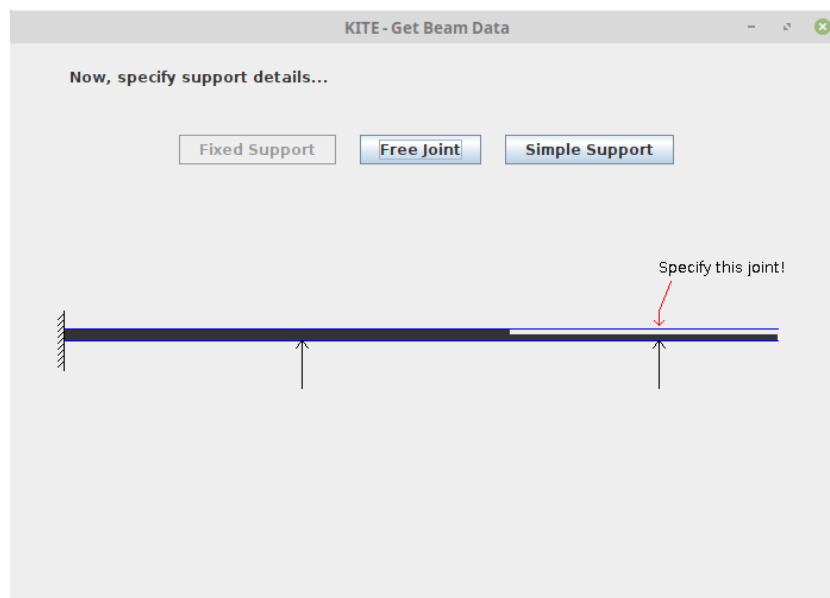 KITE - Get Beam Data
Now, specify support details...
Fixed Support
Free Joint
Simple Support
Specify this joint!